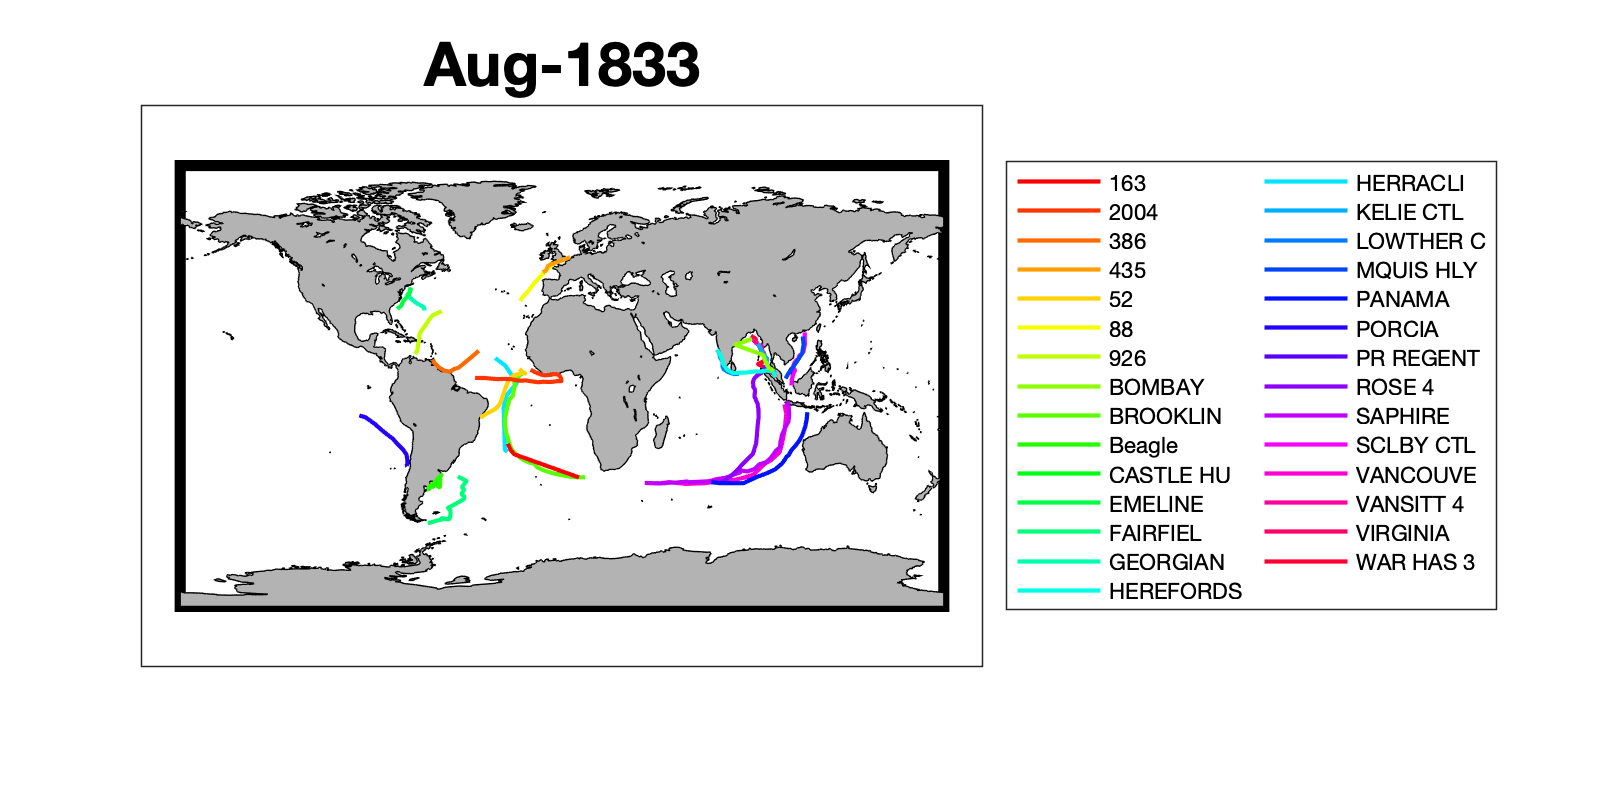 Aug-1833
163
2004
386
435
52
88
926
BOMBAY
BROOKLIN
Beagle
CASTLE HU
EMELINE
FAIRFIEL
GEORGIAN
HEREFORDS
HERRACLI
KELIE CTL
LOWTHER C
MQUIS HLY
PANAMA
PORCIA
PR REGENT
ROSE 4
SAPHIRE
SCLBY CTL
VANCOUVE
VANSITT 4
VIRGINIA
WAR HAS 3